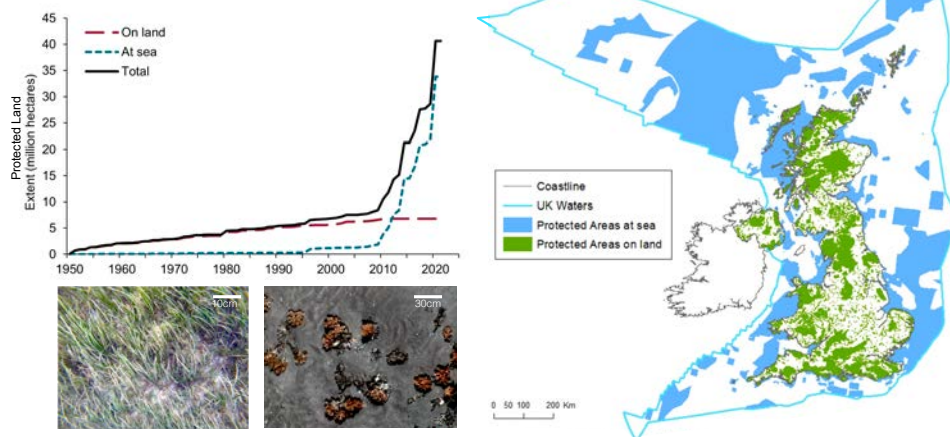 Protected Land
Extent (million hectares)
45
40
35
30
25
20
15
10
5
0
On land
At sea
Total
1950
1960
1970
1980
1990
2000
2010
2020
10cm
30cm
Coastline
UK Waters
Protected Areas at sea
Protected Areas on land
0 50 100 200 Km